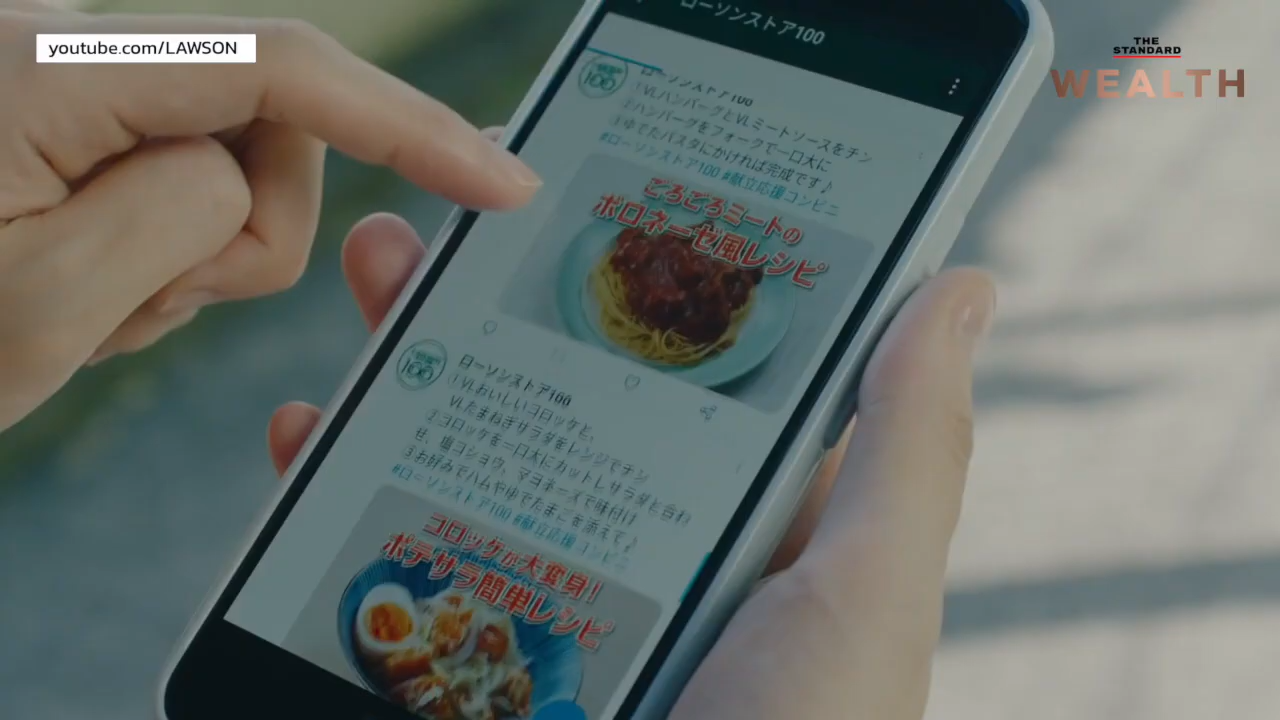 youtube.com/LAWSON
THE
STANDARD
WEALTH
ローソンストア100
ローソンストア100
①VLハンバーグとVLミートソースをチン
②ハンバーグをフォークで一口大に
③ゆでたパスタにかければ完成です♪
#ローソンストア100 #献立応援コンビニ
ごろごろミートの
ボロネーゼ風レシピ
ローソンストア100
①VLおいしいコロッケと、
VLたまねぎサラダをレンジでチン
②コロッケを一口大にカットしサラダと合わ
せ、塩コショウ、マヨネーズで味付け
③お好みでハムやゆでたまごを添えて♪
#ローソンストア100 #献立応援コンビニ
コロッケが大変身!
ポテサラ簡単レシピ